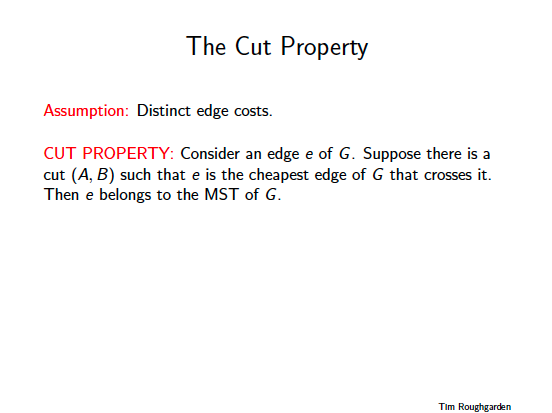 The Cut Property
Assumption: Distinct edge costs.
CUT PROPERTY: Consider an edge e of G. Suppose there is a
cut (A, B) such that e is the cheapest edge of G that crosses it.
Then e belongs to the MST of G.
Tim Roughgarden